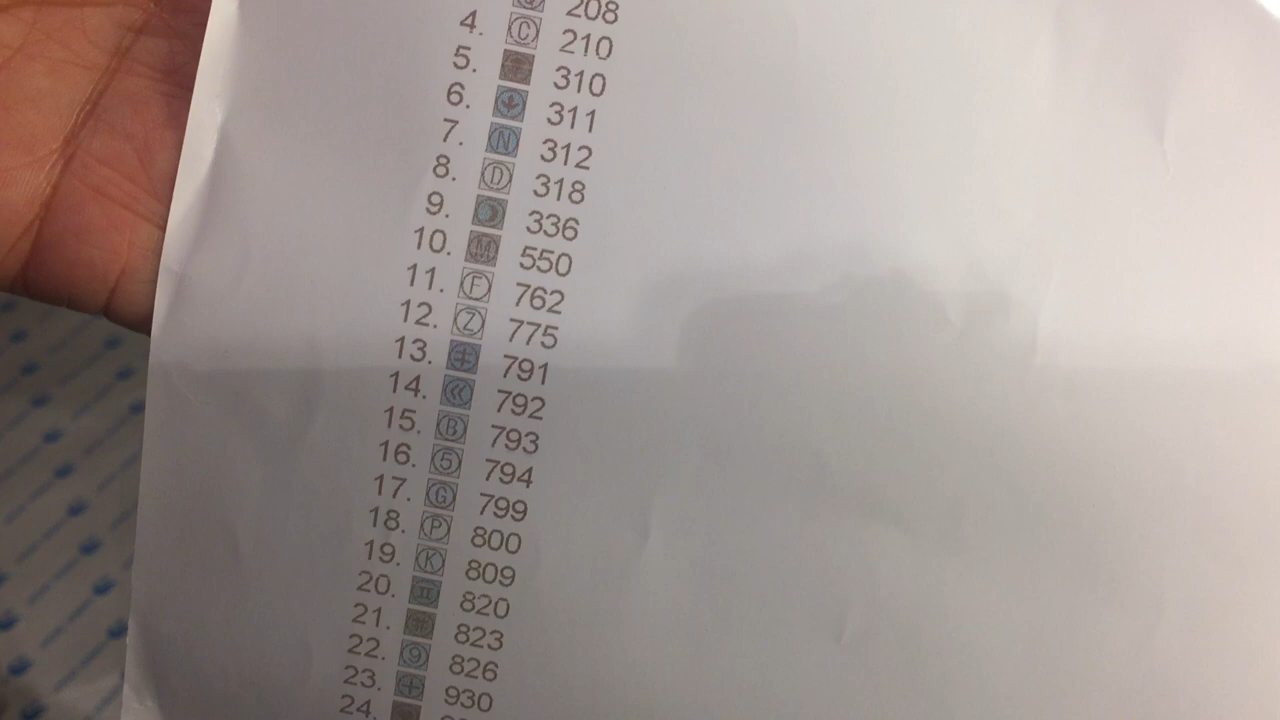 208
4. C 210
5. 310
6. 311
7. N 312
8. D 318
9. 336
10. M 550
11. F 762
12. Z 775
13. ‡ 791
14. « 792
15. B 793
16. 5 794
17. G 799
18. P 800
19. K 809
20. II 820
21. 823
22. 9 826
23. + 930
24.